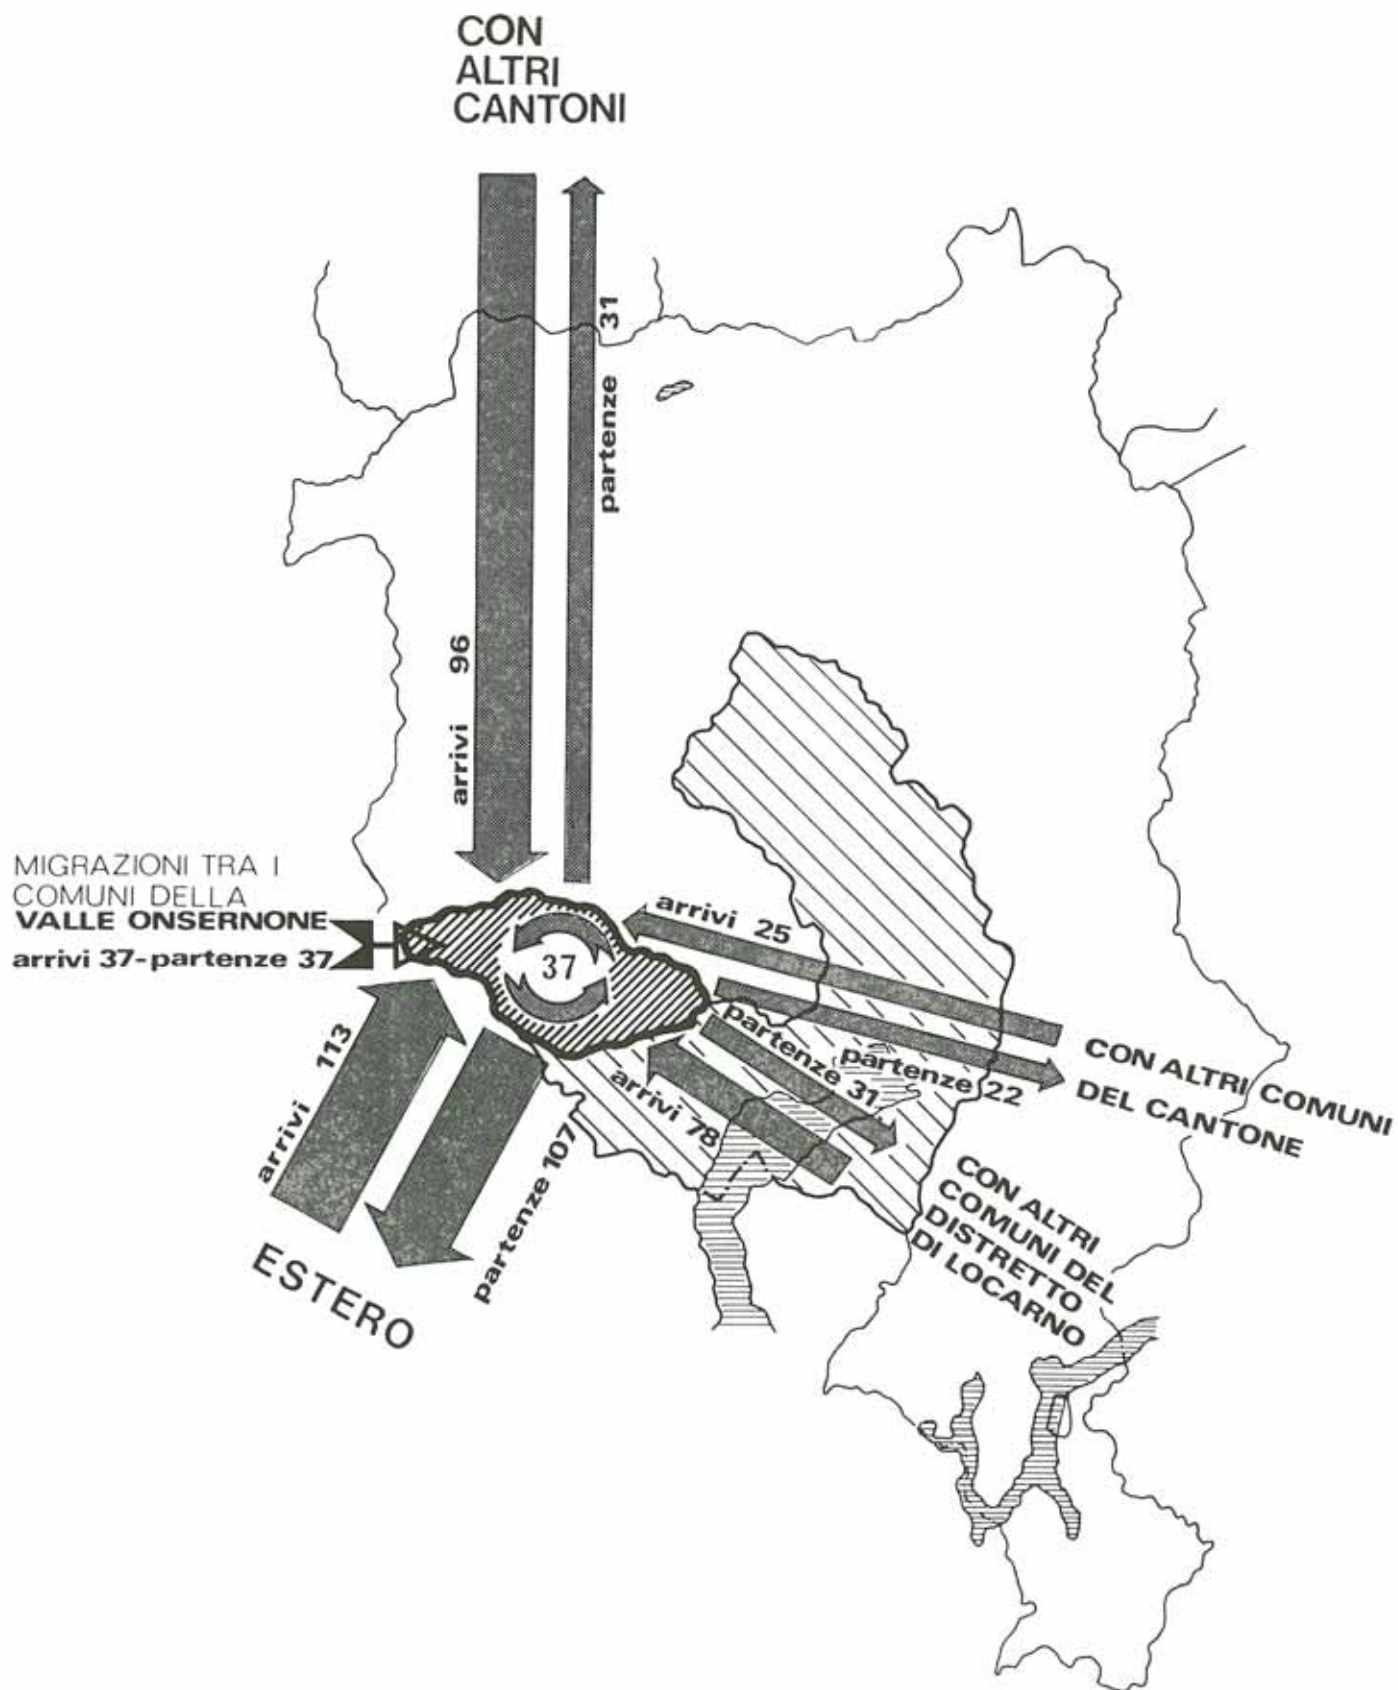 CON
ALTRI
CANTONI
partenze 31
arrivi 96
MIGRAZIONI TRA I
COMUNI DELLA
VALLE ONSERNONE
arrivi 37-partenze 37
37
arrivi 25
partenze 22
CON ALTRI COMUNI
DEL CANTONE
partenze 31
arrivi 78
CON ALTRI
COMUNI DEL
DISTRETTO
DI LOCARNO
arrivi 113
partenze 107
ESTERO